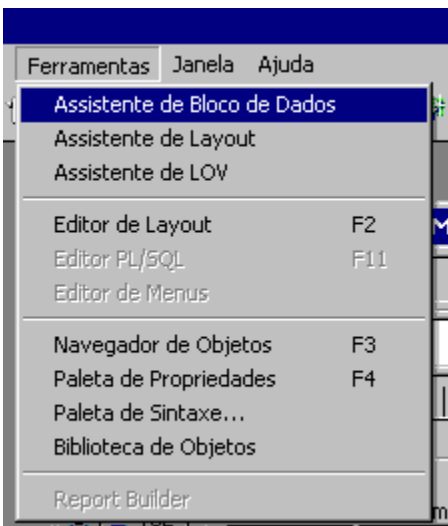 Ferramentas Janela Ajuda
Assistente de Bloco de Dados
Assistente de Layout
Assistente de LOV
Editor de Layout F2
Editor PL/SQL F11
Editor de Menus
Navegador de Objetos F3
Paleta de Propriedades F4
Paleta de Sintaxe...
Biblioteca de Objetos
Report Builder